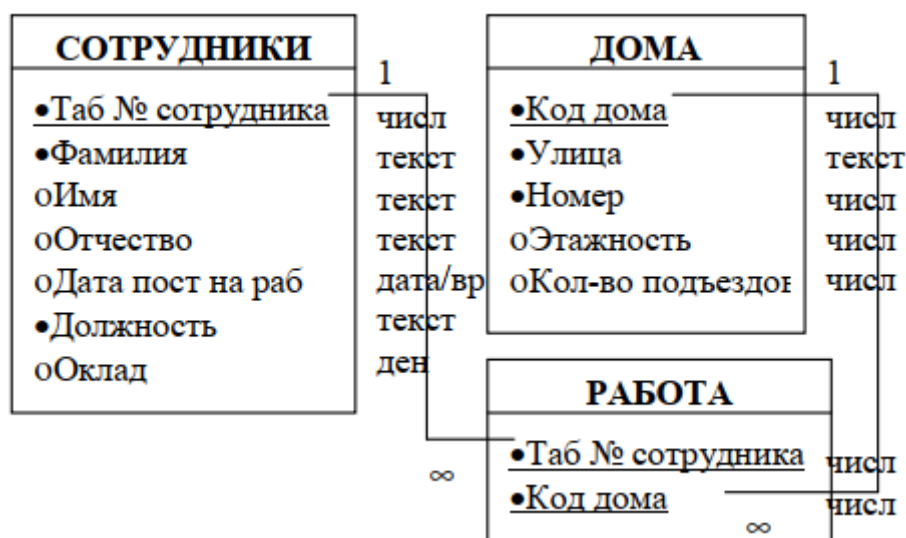 СОТРУДНИКИ
1
•Таб № сотрудника числ
•Фамилия текст
оИмя текст
оОтчество текст
оДата пост на раб дата/вр
•Должность текст
оОклад ден
∞
ДОМА
1
•Код дома числ
•Улица текст
•Номер числ
оЭтажность числ
оКол-во подъездов числ
РАБОТА
•Таб № сотрудника числ
•Код дома числ
∞